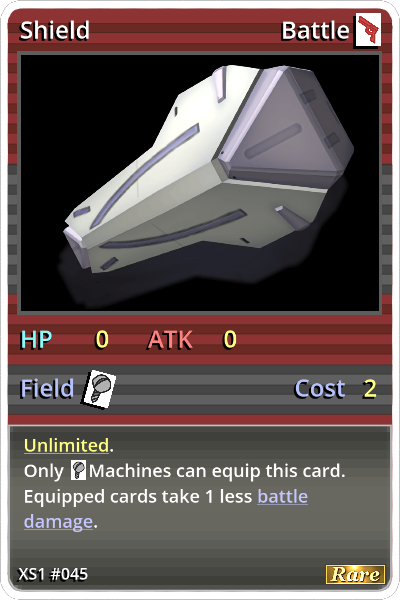 Shield Battle
HP 0 ATK 0
Field Cost 2
Unlimited.
Only Machines can equip this card.
Equipped cards take 1 less battle
damage.
XS1 #045 Rare